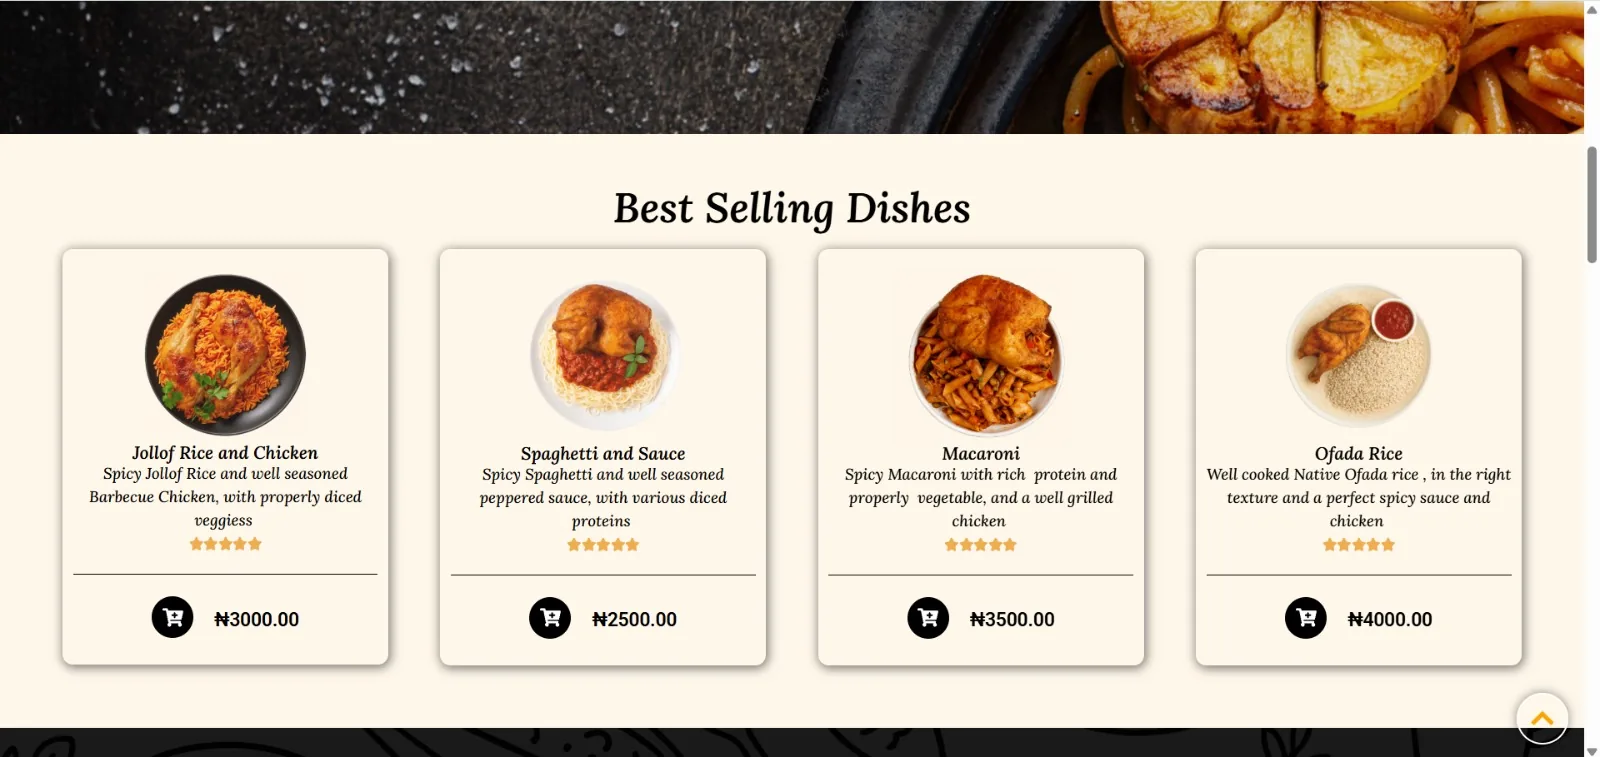 Best Selling Dishes
Jollof Rice and Chicken
Spicy Jollof Rice and well seasoned
Barbecue Chicken, with properly diced
veggiess
₦3000.00
Spaghetti and Sauce
Spicy Spaghetti and well seasoned
peppered sauce, with various diced
proteins
₦2500.00
Macaroni
Spicy Macaroni with rich  protein and
properly  vegetable, and a well grilled
chicken
₦3500.00
Ofada Rice
Well cooked Native Ofada rice , in the right
texture and a perfect spicy sauce and
chicken
₦4000.00